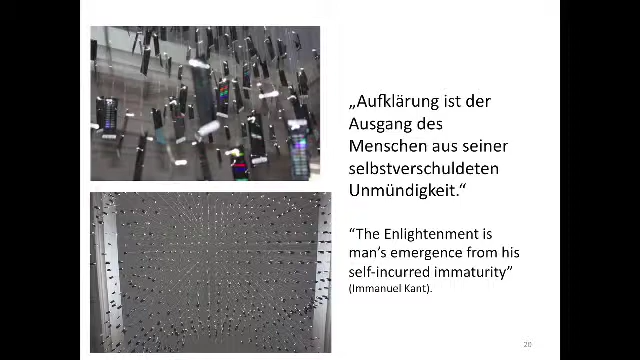 „Aufklärung ist der
Ausgang des
Menschen aus seiner
selbstverschuldeten
Unmündigkeit.“
“The Enlightenment is
man’s emergence from his
self-incurred immaturity”
(Immanuel Kant).
20